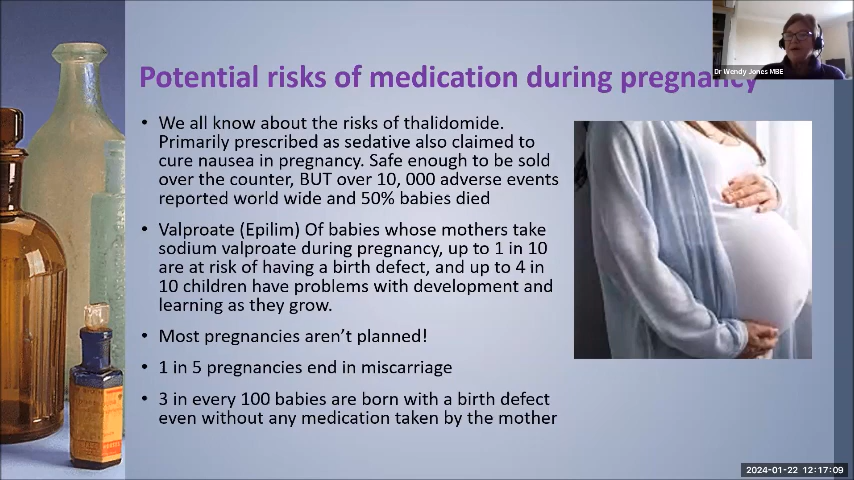 Dr Wendy Jones MBE
Potential risks of medication during pregnancy
• We all know about the risks of thalidomide.
Primarily prescribed as sedative also claimed to
cure nausea in pregnancy. Safe enough to be sold
over the counter, BUT over 10, 000 adverse events
reported world wide and 50% babies died
• Valproate (Epilim) Of babies whose mothers take
sodium valproate during pregnancy, up to 1 in 10
are at risk of having a birth defect, and up to 4 in
10 children have problems with development and
learning as they grow.
• Most pregnancies aren’t planned!
• 1 in 5 pregnancies end in miscarriage
• 3 in every 100 babies are born with a birth defect
even without any medication taken by the mother
2024-01-22 12:17:09